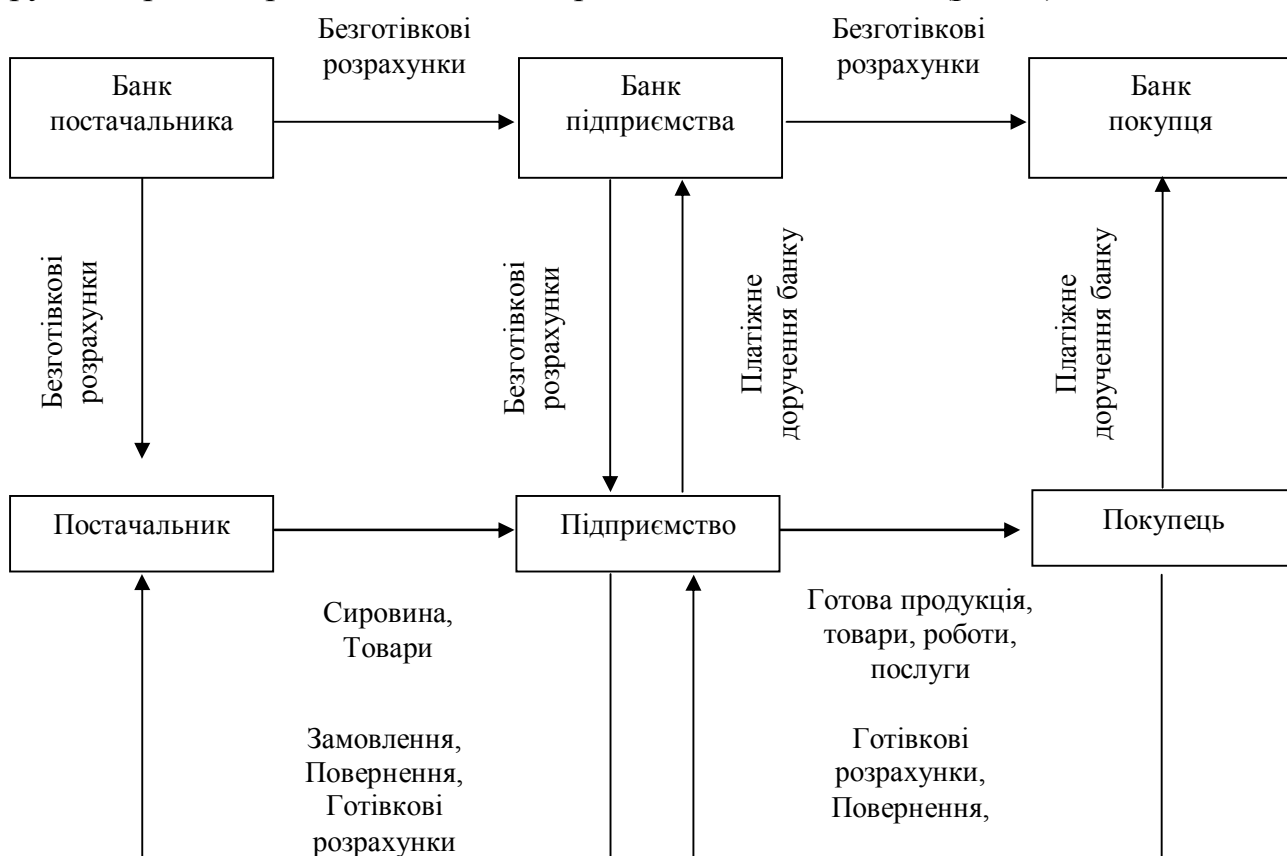 Безготівкові
розрахунки
Безготівкові
розрахунки
Банк
постачальника
Банк
підприємства
Банк
покупця
Безготівкові
розрахунки
Безготівкові
розрахунки
Платіжне
доручення банку
Платіжне
доручення банку
Постачальник
Підприємство
Покупець
Сировина,
Товари
Готова продукція,
товари, роботи,
послуги
Замовлення,
Повернення,
Готівкові
розрахунки
Готівкові
розрахунки,
Повернення,